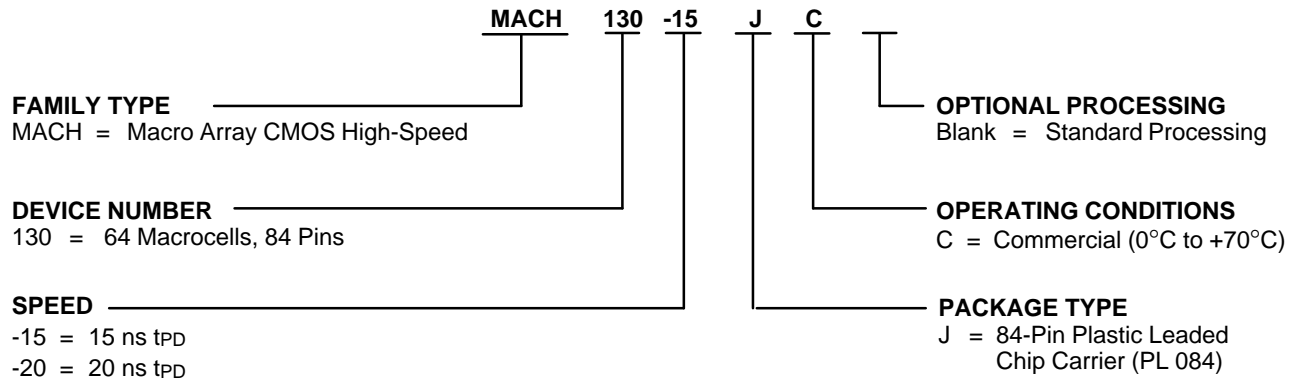 MACH 130 -15 J C
FAMILY TYPE
MACH = Macro Array CMOS High-Speed
DEVICE NUMBER
130 = 64 Macrocells, 84 Pins
SPEED
-15 = 15 ns tPD
-20 = 20 ns tPD
OPTIONAL PROCESSING
Blank = Standard Processing
OPERATING CONDITIONS
C = Commercial (0°C to +70°C)
PACKAGE TYPE
J = 84-Pin Plastic Leaded
Chip Carrier (PL 084)